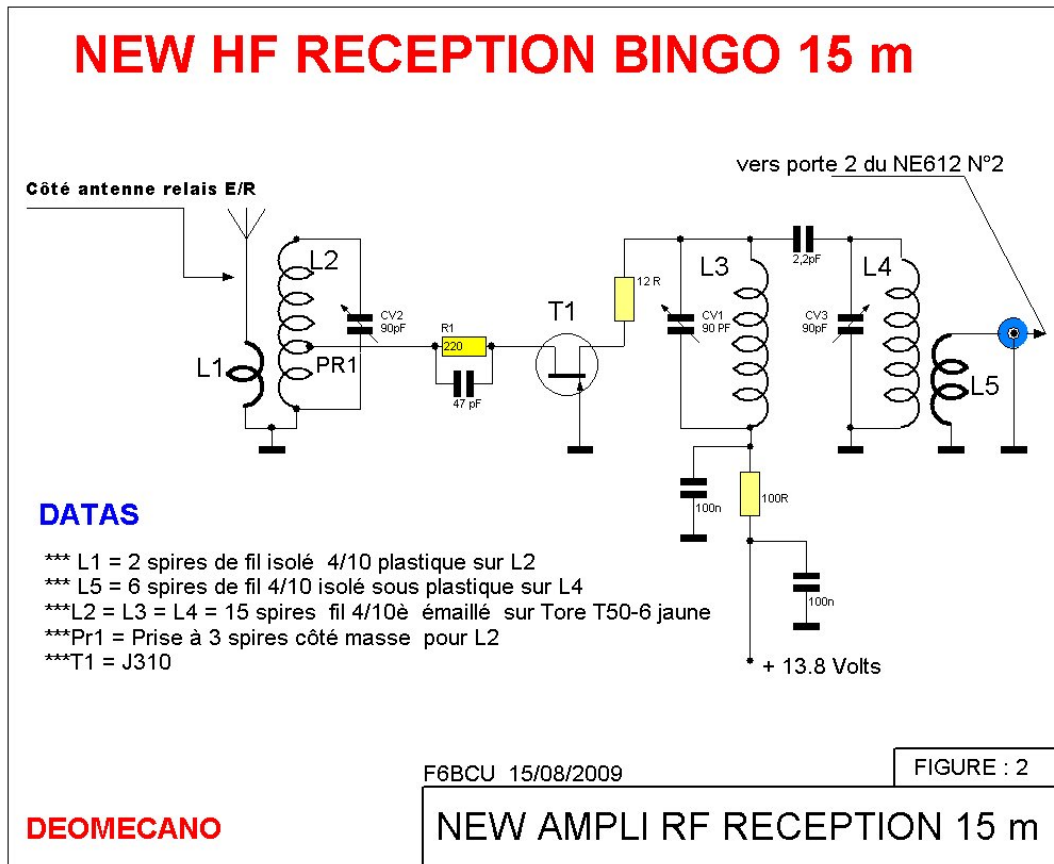 NEW HF RECEPTION BINGO 15 m
vers porte 2 du NE612 N°2
Côté antenne relais E/R
L2
CV2
90pF
PR1
L1
R1
220
47 pF
T1
12 R
CV1
90 PF
L3
2,2pF
CV3
90pF
L4
L5
100n
100R
100n
+ 13.8 Volts
DATAS
*** L1 = 2 spires de fil isolé 4/10 plastique sur L2
*** L5 = 6 spires de fil 4/10 isolé sous plastique sur L4
***L2 = L3 = L4 = 15 spires fil 4/10è émaillé sur Tore T50-6 jaune
***Pr1 = Prise à 3 spires côté masse pour L2
***T1 = J310
F6BCU 15/08/2009
FIGURE : 2
DEOMECANO
NEW AMPLI RF RECEPTION 15 m